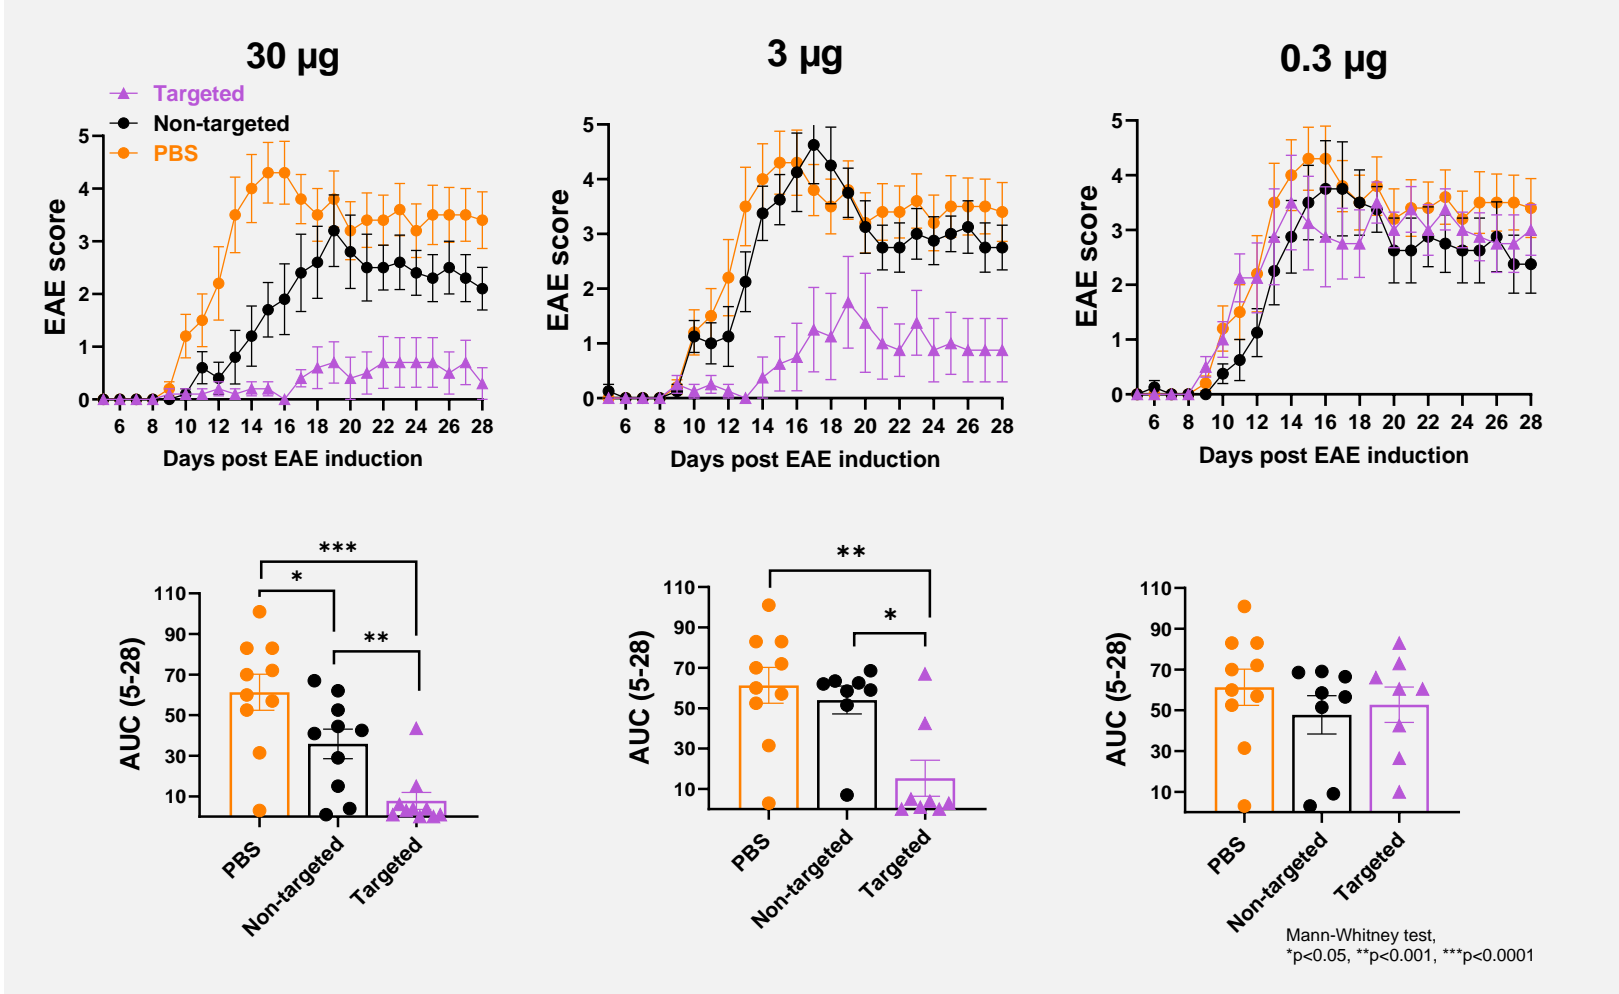 30 µg
3 µg
0.3 µg
Targeted
Non-targeted
PBS
EAE score
5
4
3
2
1
0
6 8 10 12 14 16 18 20 22 24 26 28
Days post EAE induction
EAE score
5
4
3
2
1
0
6 8 10 12 14 16 18 20 22 24 26 28
Days post EAE induction
EAE score
5
4
3
2
1
0
6 8 10 12 14 16 18 20 22 24 26 28
Days post EAE induction
***
*
**
AUC (5-28)
110
90
70
50
30
10
PBS
Non-targeted
Targeted
**
*
AUC (5-28)
110
90
70
50
30
10
PBS
Non-targeted
Targeted
AUC (5-28)
110
90
70
50
30
10
PBS
Non-targeted
Targeted
Mann-Whitney test,
*p<0.05, **p<0.001, ***p<0.0001